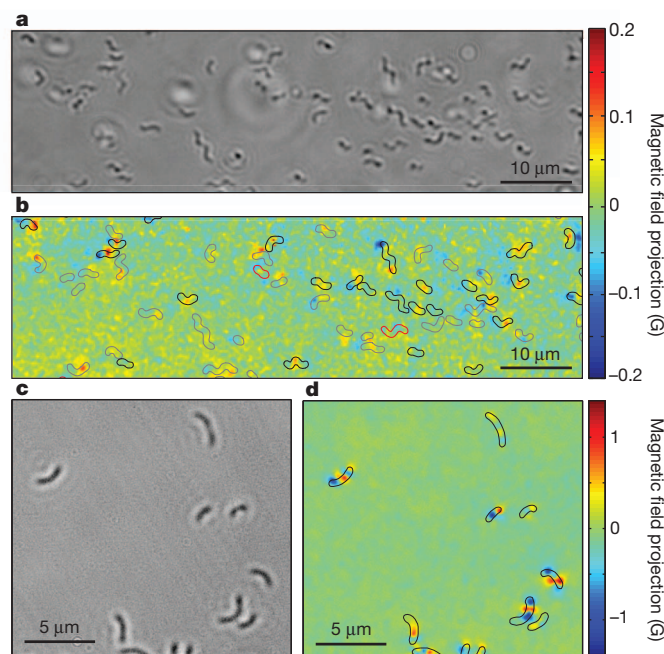 a
10 µm
0.2
0.1
0
−0.1
−0.2
Magnetic field projection (G)
b
10 µm
c
5 µm
d
5 µm
1
0
−1
Magnetic field projection (G)